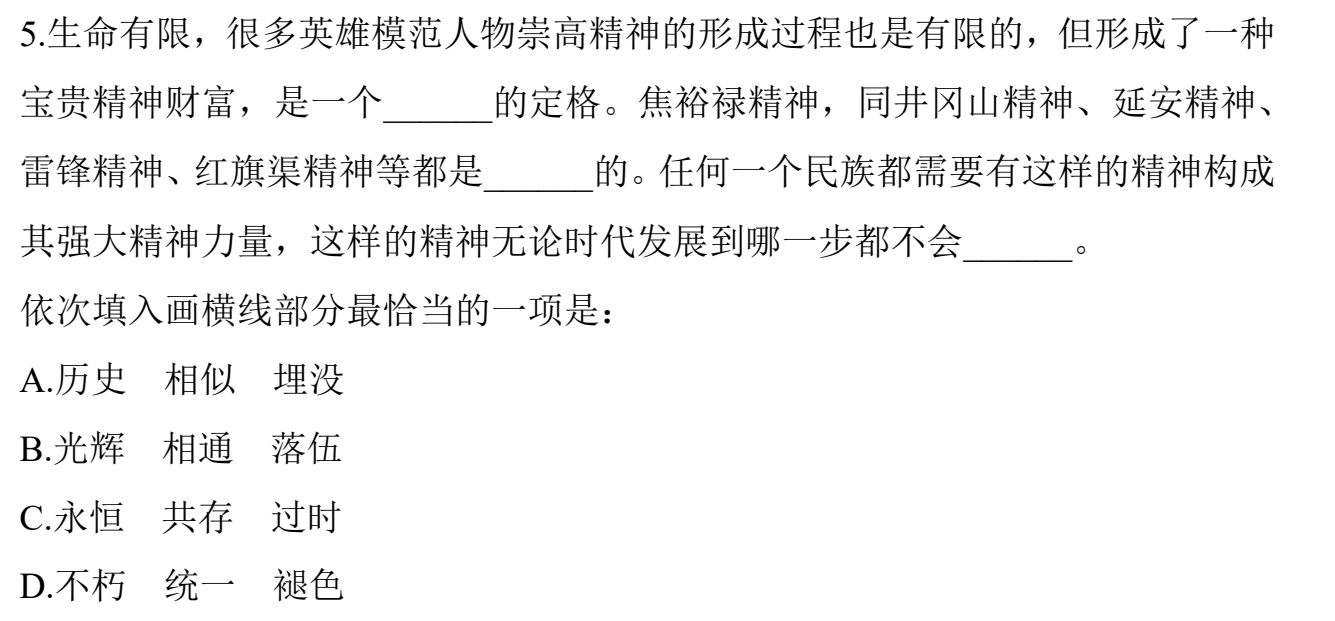 5.生命有限，很多英雄模范人物崇高精神的形成过程也是有限的，但形成了一种
宝贵精神财富，是一个______的定格。焦裕禄精神，同井冈山精神、延安精神、
雷锋精神、红旗渠精神等都是______的。任何一个民族都需要有这样的精神构成
其强大精神力量，这样的精神无论时代发展到哪一步都不会______。
依次填入画横线部分最恰当的一项是：
A.历史　相似　埋没
B.光辉　相通　落伍
C.永恒　共存　过时
D.不朽　统一　褪色